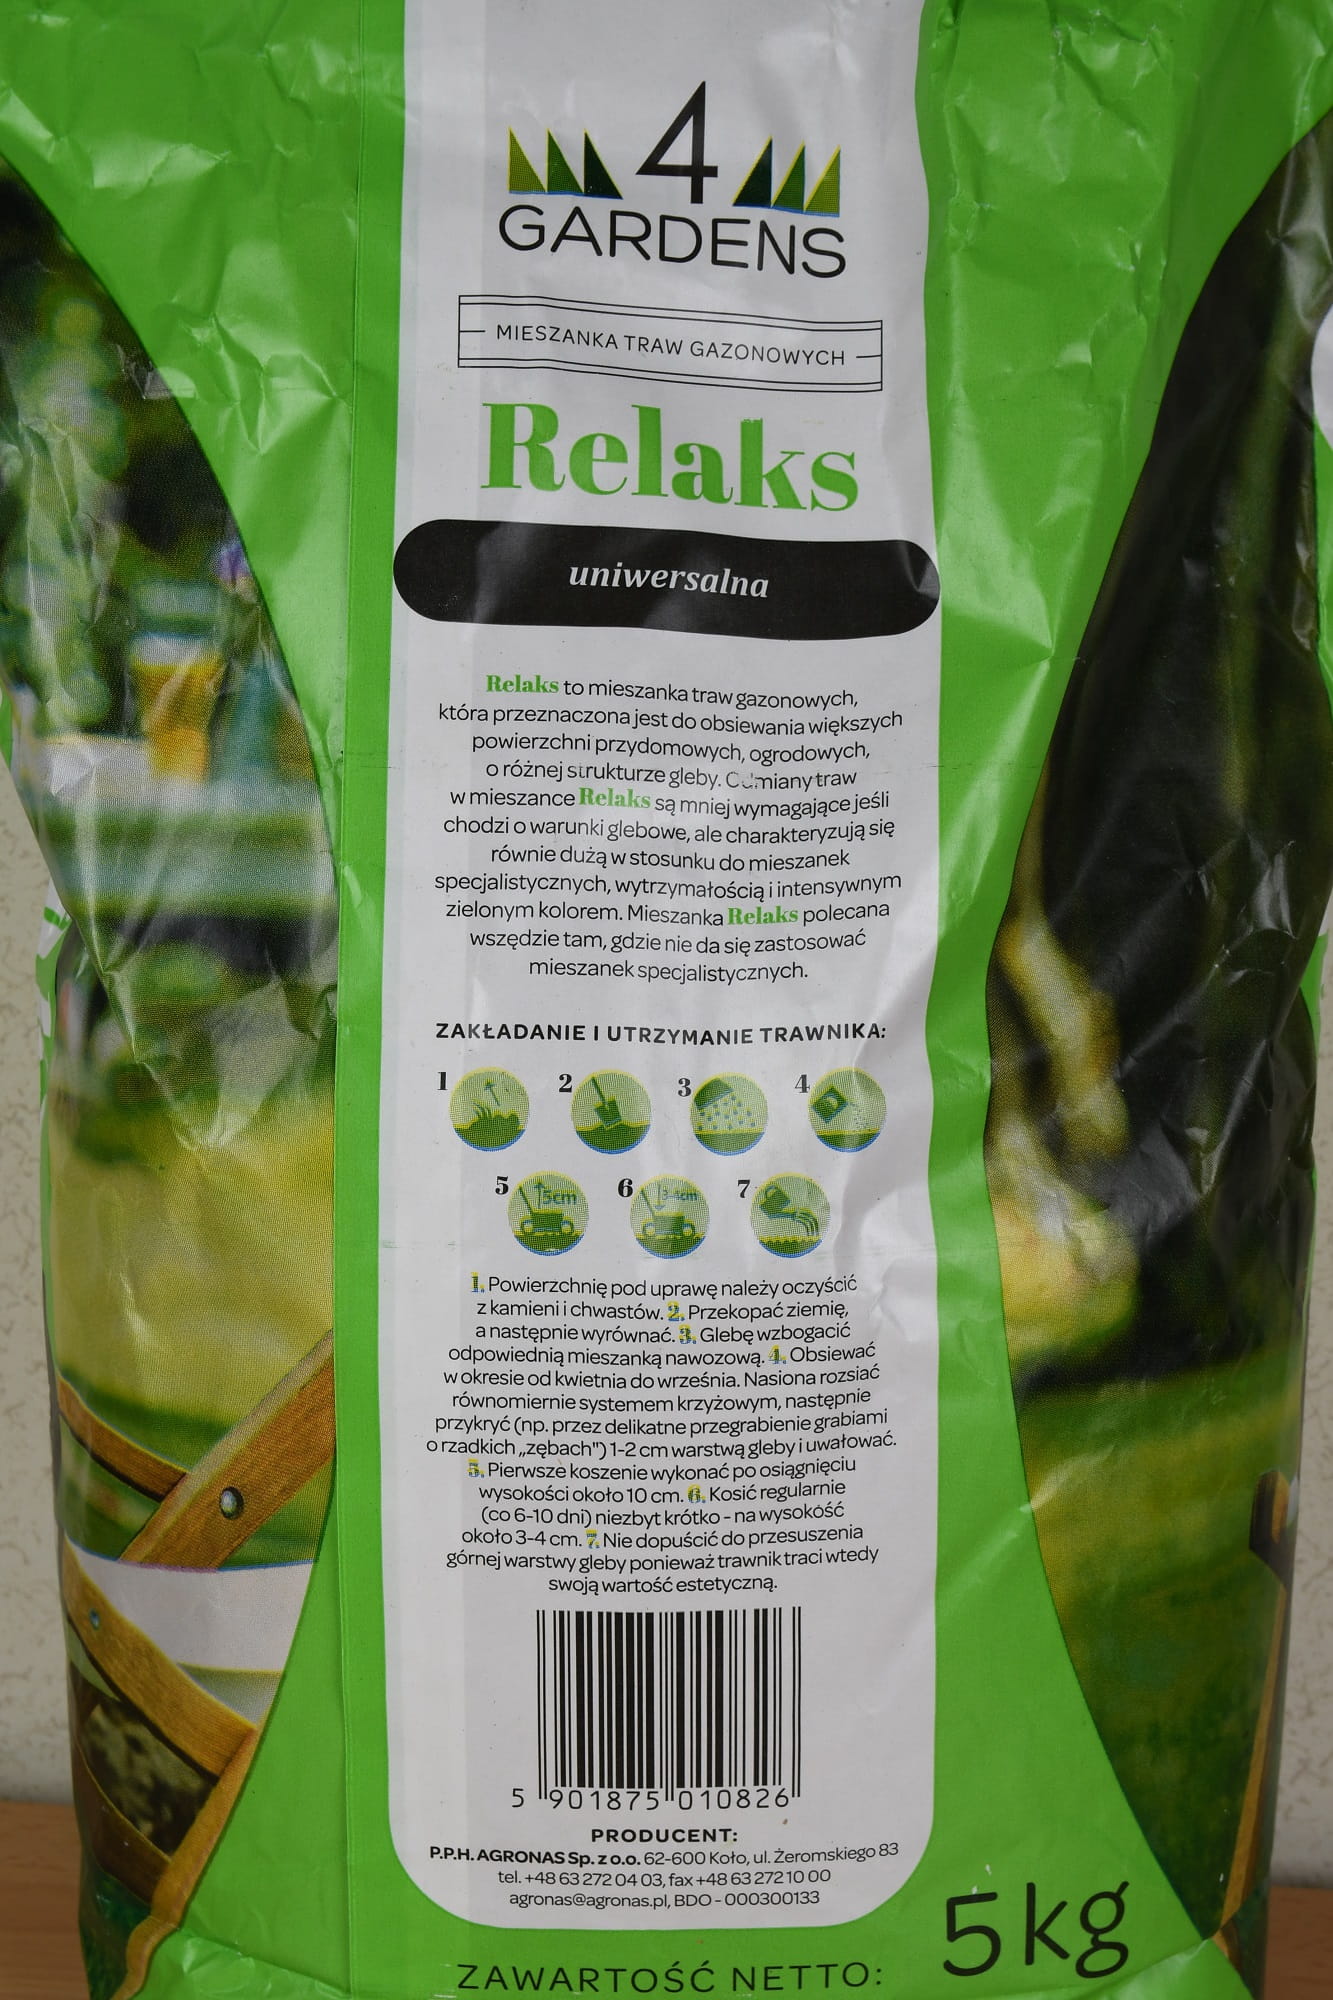 4
GARDENS
MIESZANKA TRAW GAZONOWYCH
Relaks
uniwersalna
Relaks to mieszanka traw gazonowych,
która przeznaczona jest do obsiewania większych
powierzchni przydomowych, ogrodowych,
o różnej strukturze gleby. Odmiany traw
w mieszance Relaks są mniej wymagające jeśli
chodzi o warunki glebowe, ale charakteryzują się
równie dużą w stosunku do mieszanek
specjalistycznych, wytrzymałością i intensywnym
zielonym kolorem. Mieszanka Relaks polecana
wszędzie tam, gdzie nie da się zastosować
mieszanek specjalistycznych.
ZAKŁADANIE I UTRZYMANIE TRAWNIKA:
1 2 3 4
5 5cm 6 3-4cm 7
1. Powierzchnię pod uprawę należy oczyścić
z kamieni i chwastów. 2. Przekopać ziemię,
a następnie wyrównać. 3. Glebę wzbogacić
odpowiednią mieszanką nawozową. 4. Obsiewać
w okresie od kwietnia do września. Nasiona rozsiać
równomiernie systemem krzyżowym, następnie
przykryć (np. przez delikatne przegrabienie grabiami
o rzadkich „zębach") 1-2 cm warstwą gleby i uwałować.
5. Pierwsze koszenie wykonać po osiągnięciu
wysokości około 10 cm. 6. Kosić regularnie
(co 6-10 dni) niezbyt krótko - na wysokość
około 3-4 cm. 7. Nie dopuścić do przesuszenia
górnej warstwy gleby ponieważ trawnik traci wtedy
swoją wartość estetyczną.
5 901875 010826
PRODUCENT:
P.P.H. AGRONAS Sp. z o.o. 62-600 Koło, ul. Żeromskiego 83
tel. +48 63 272 04 03, fax +48 63 272 10 00
agronas@agronas.pl, BDO - 000300133
ZAWARTOŚĆ NETTO: 5 kg